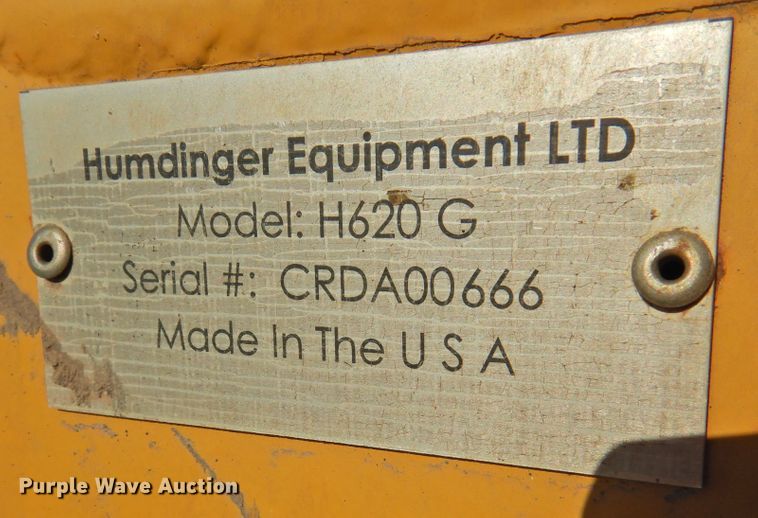 Humdinger Equipment LTD
Model: H620 G
Serial #: CRDA00666
Made In The U S A
Purple Wave Auction